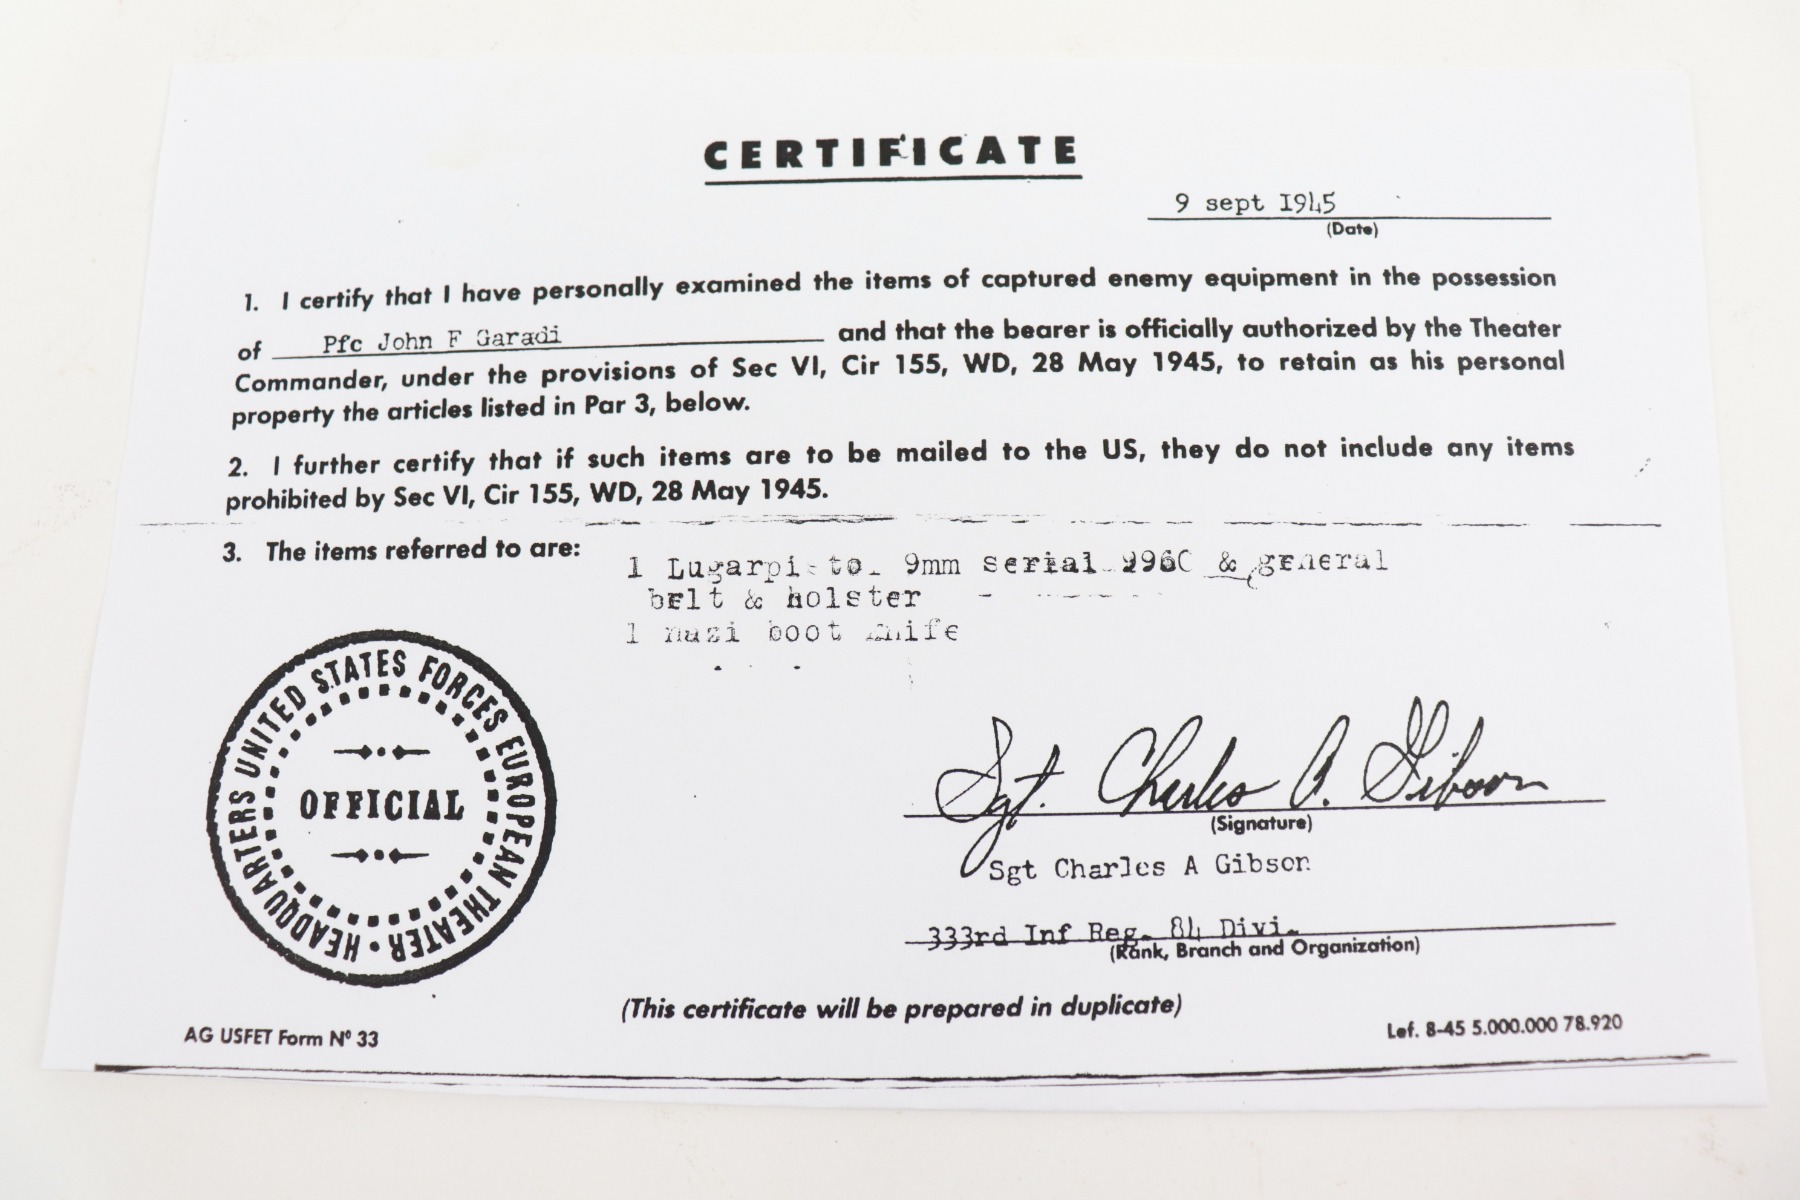 CERTIFICATE
9 sept I945
(Date)
1. I certify that I have personally examined the items of captured enemy equipment in the possession
of Pfc John F Garadi and that the bearer is officially authorized by the Theater
Commander, under the provisions of Sec VI, Cir 155, WD, 28 May 1945, to retain as his personal
property the articles listed in Par 3, below.
2. I further certify that if such items are to be mailed to the US, they do not include any items
prohibited by Sec VI, Cir 155, WD, 28 May 1945.
3. The items referred to are:
1 9mm serial & general
belt & holster
1 nazi boot knife
HEADQUARTERS UNITED STATES FORCES EUROPEAN THEATER
OFFICIAL
Sgt. Charles A. Gibson
(Signature)
Sgt Charles A Gibson
333rd Inf Reg. 84 Divi.
(Rank, Branch and Organization)
(This certificate will be prepared in duplicate)
AG USFET Form Nº 33
Lef. 8-45 5.000.000 78.920